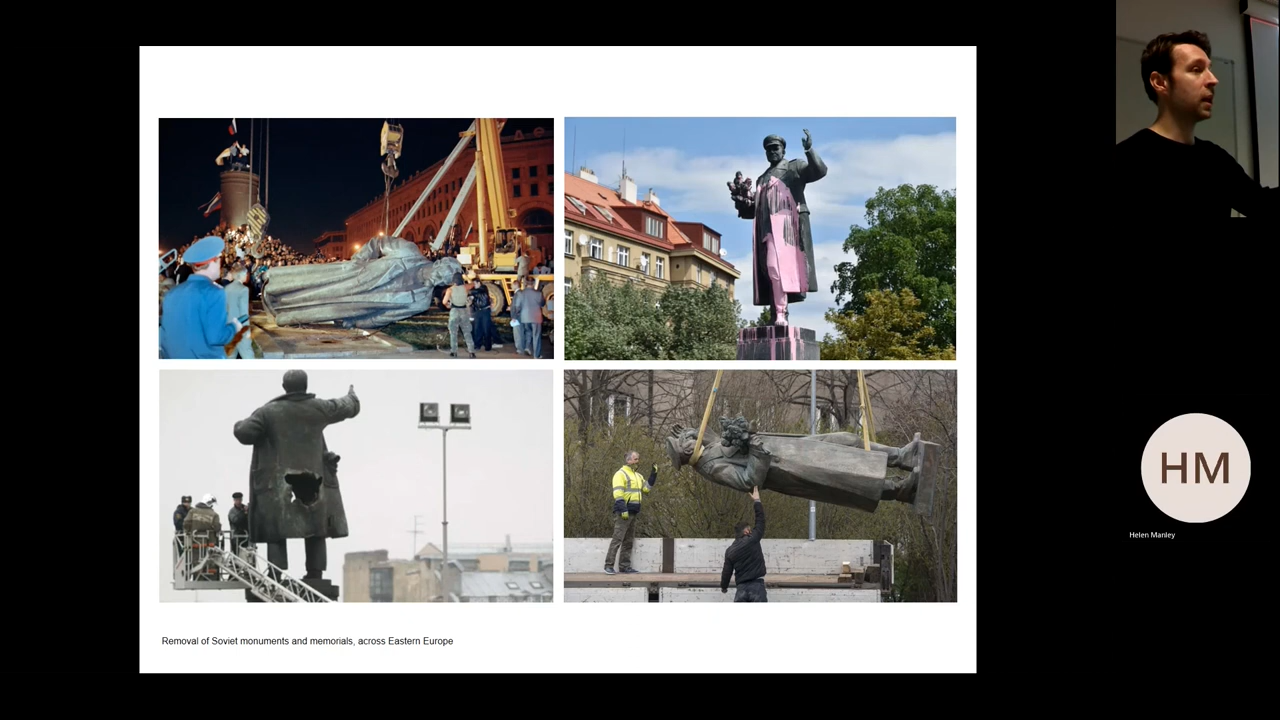 HM
Helen Manley
Removal of Soviet monuments and memorials, across Eastern Europe